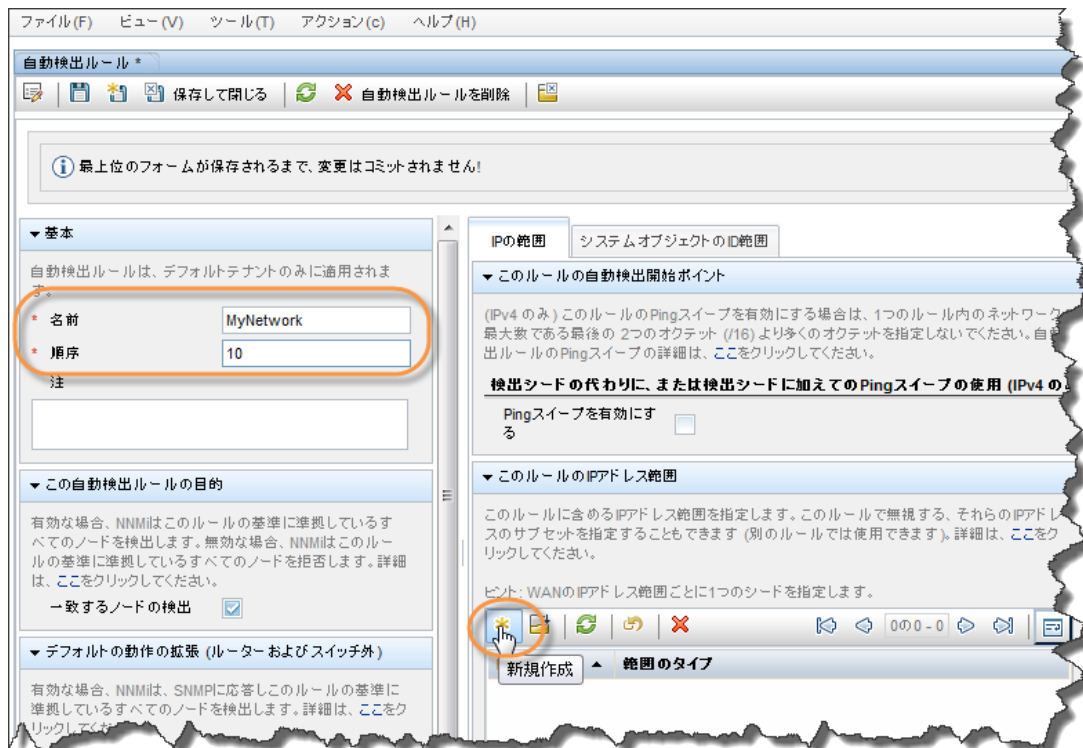 ファイル(F) ビュー(V) ツール(T) アクション(c) ヘルプ(H)
自動検出ルール *
保存して閉じる 自動検出ルールを削除
最上位のフォームが保存されるまで、変更はコミットされません!
基本
自動検出ルールは、デフォルトテナントのみに適用されま
す。
* 名前 MyNetwork
* 順序 10
注
この自動検出ルールの目的
有効な場合、NNMiはこのルールの基準に準拠しているす
べてのノードを検出します。無効な場合、NNMiはこのルー
ルの基準に準拠しているすべてのノードを拒否します。詳細
は、ここをクリックしてください。
一致するノードの検出
デフォルトの動作の拡張 (ルーターおよびスイッチ外)
有効な場合、NNMiは、SNMPに応答しこのルールの基準に
準拠しているすべてのノードを検出します。詳細は、ここをク
リックしてくだ
IPの範囲 システムオブジェクトのID範囲
このルールの自動検出開始ポイント
(IPv4 のみ) このルールのPingスイープを有効にする場合は、1つのルール内のネットワーク
最大数である最後の 2つのオクテット (/16) より多くのオクテットを指定しないでください。自
出ルールのPingスイープの詳細は、ここをクリックしてください。
検出シードの代わりに、または検出シードに加えてのPingスイープの使用 (IPv4 の
Pingスイープを有効にす
る
このルールのIPアドレス範囲
このルールに含めるIPアドレス範囲を指定します。このルールで無視する、それらのIPアドレ
スのサブセットを指定することもできます (別のルールでは使用できます)。詳細は、ここをク
リックしてください。
ヒント: WANのIPアドレス範囲ごとに1つのシードを指定します。
0の0 - 0
新規作成 範囲のタイプ